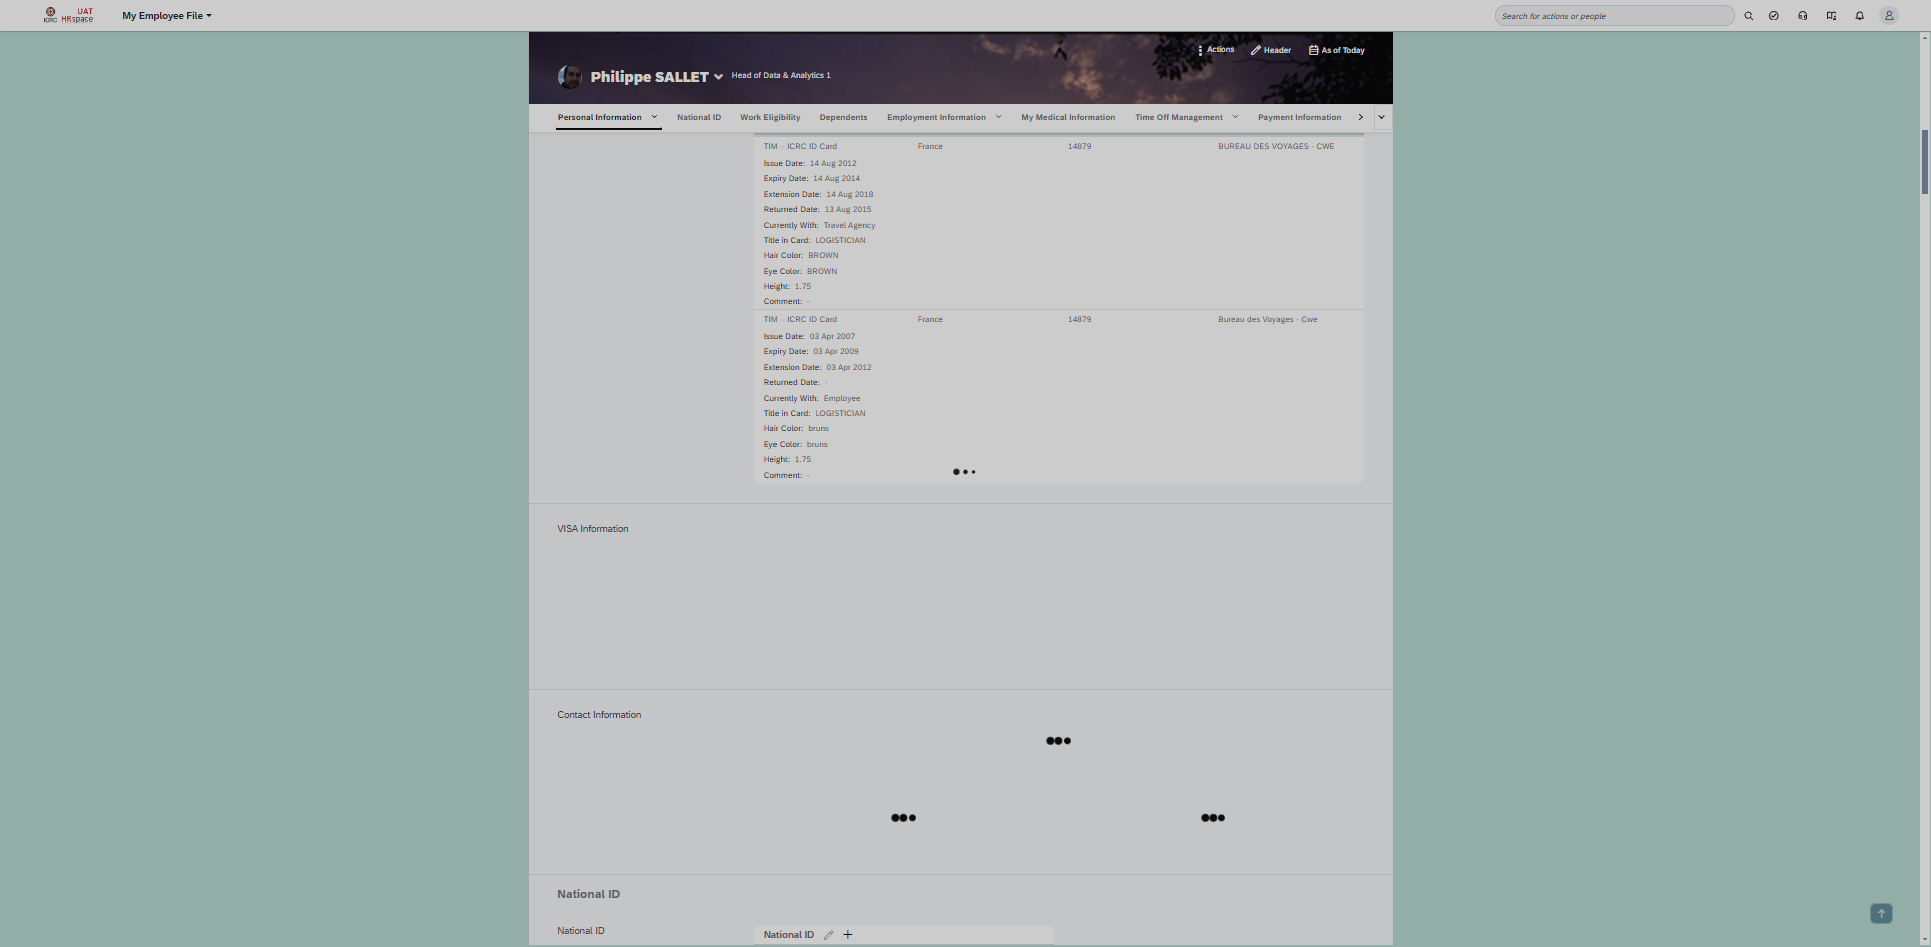 ICRC UAT HRspace My Employee File Search for actions or people
Actions Header As of Today
Philippe SALLET Head of Data & Analytics 1
Personal Information National ID Work Eligibility Dependents Employment Information My Medical Information Time Off Management Payment Information
TIM - ICRC ID Card France 14879 BUREAU DES VOYAGES - CWE
Issue Date: 14 Aug 2012
Expiry Date: 14 Aug 2014
Extension Date: 14 Aug 2018
Returned Date: 13 Aug 2015
Currently With: Travel Agency
Title in Card: LOGISTICIAN
Hair Color: BROWN
Eye Color: BROWN
Height: 1.75
Comment: -
TIM - ICRC ID Card France 14879 Bureau des Voyages - Cwe
Issue Date: 03 Apr 2007
Expiry Date: 03 Apr 2009
Extension Date: 03 Apr 2012
Returned Date: -
Currently With: Employee
Title in Card: LOGISTICIAN
Hair Color: bruns
Eye Color: bruns
Height: 1.75
Comment: -
VISA Information
Contact Information
National ID
National ID National ID